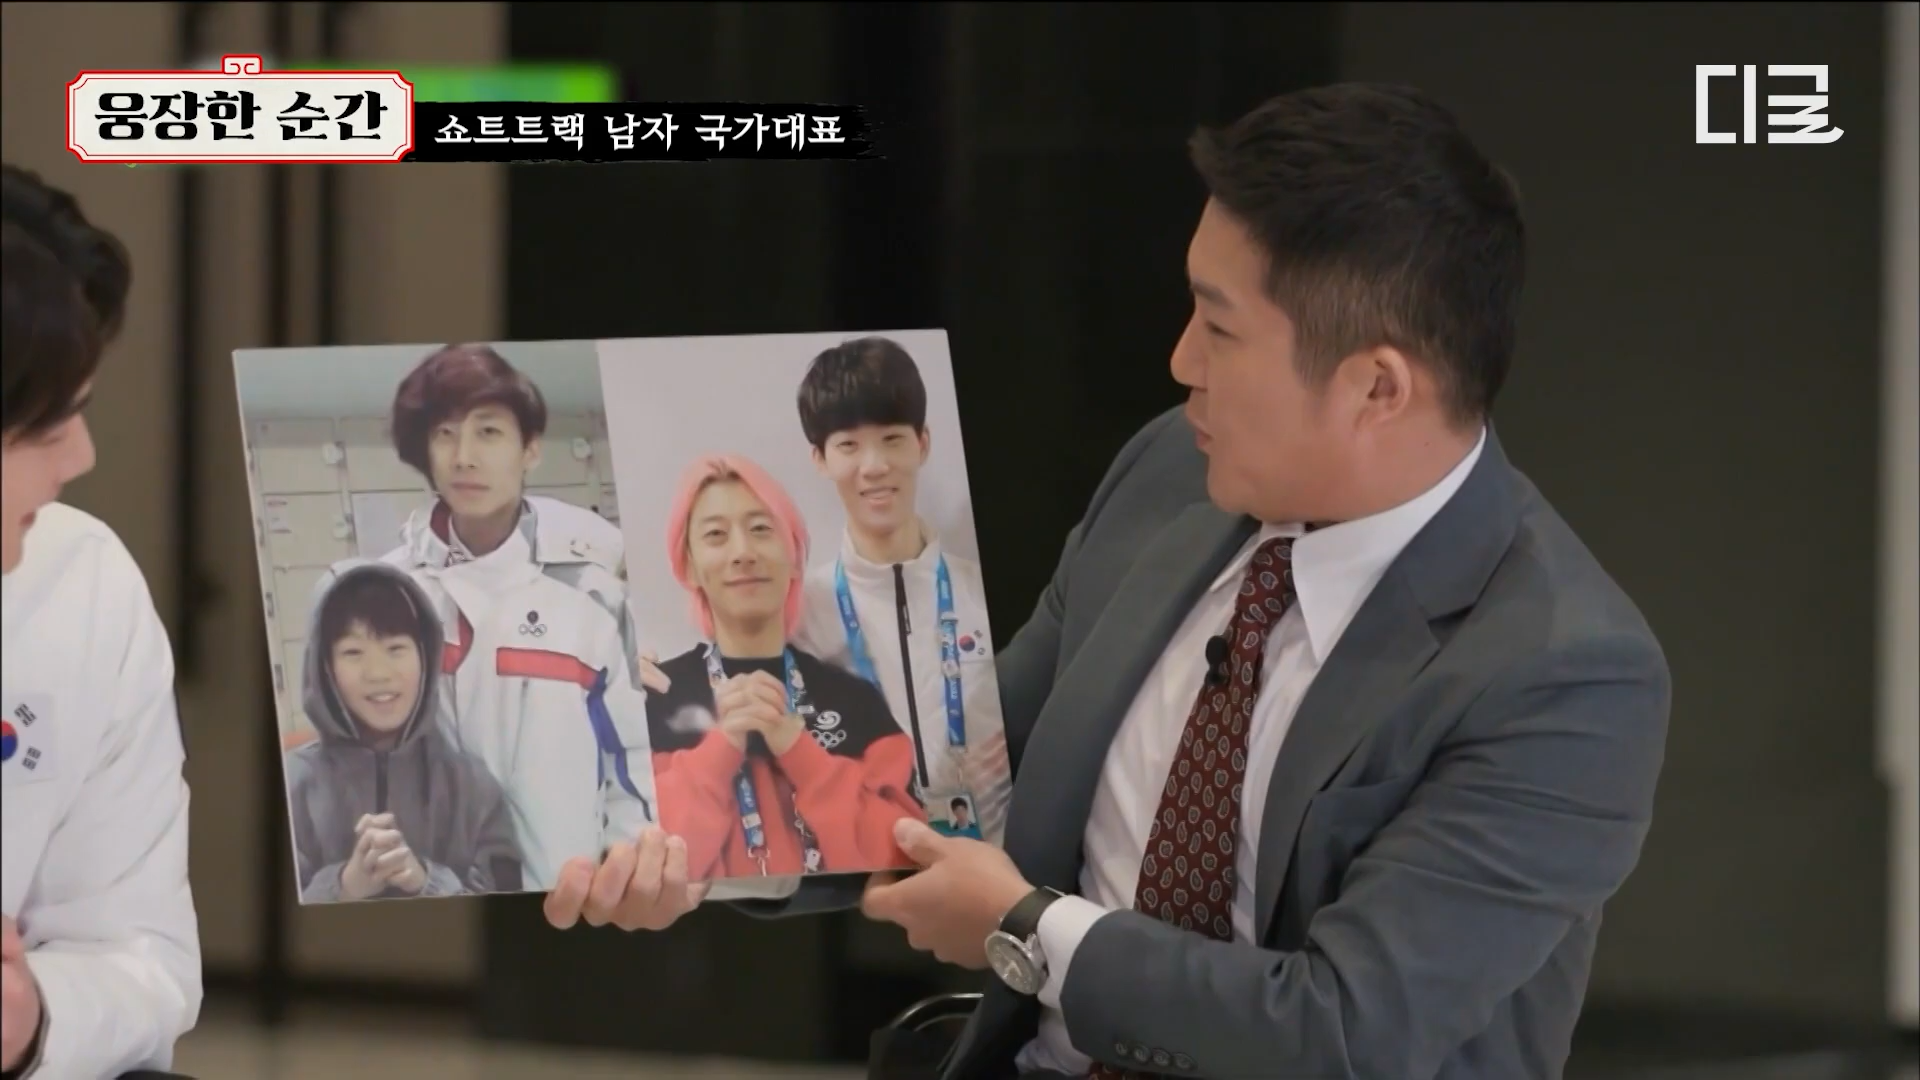 웅장한 순간
쇼트트랙 남자 국가대표
디글